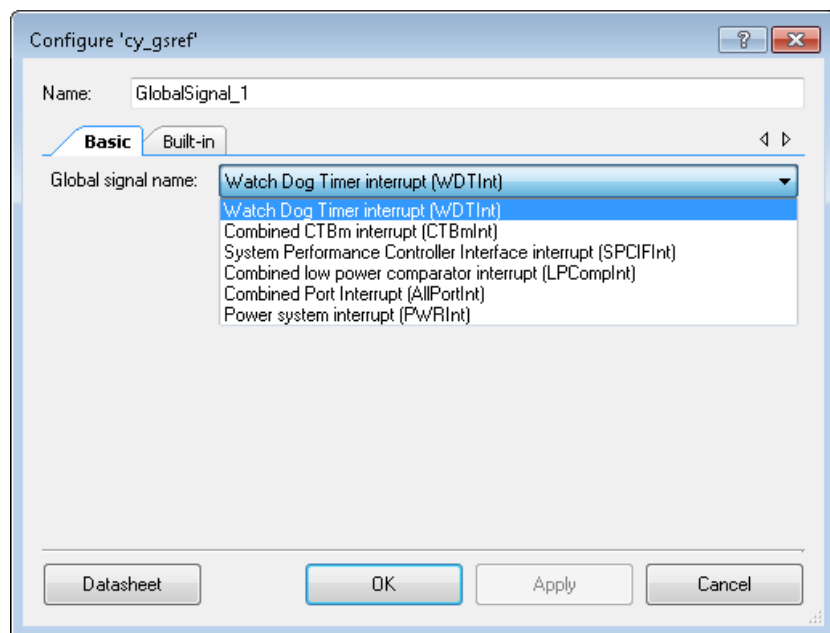 Configure 'cy_gsref'
Name: GlobalSignal_1
Basic Built-in
Global signal name: Watch Dog Timer interrupt (WDTInt)
Watch Dog Timer interrupt (WDTInt)
Combined CTBm interrupt (CTBmInt)
System Performance Controller Interface interrupt (SPCIFInt)
Combined low power comparator interrupt (LPCompInt)
Combined Port Interrupt (AllPortInt)
Power system interrupt (PWRInt)
Datasheet OK Apply Cancel